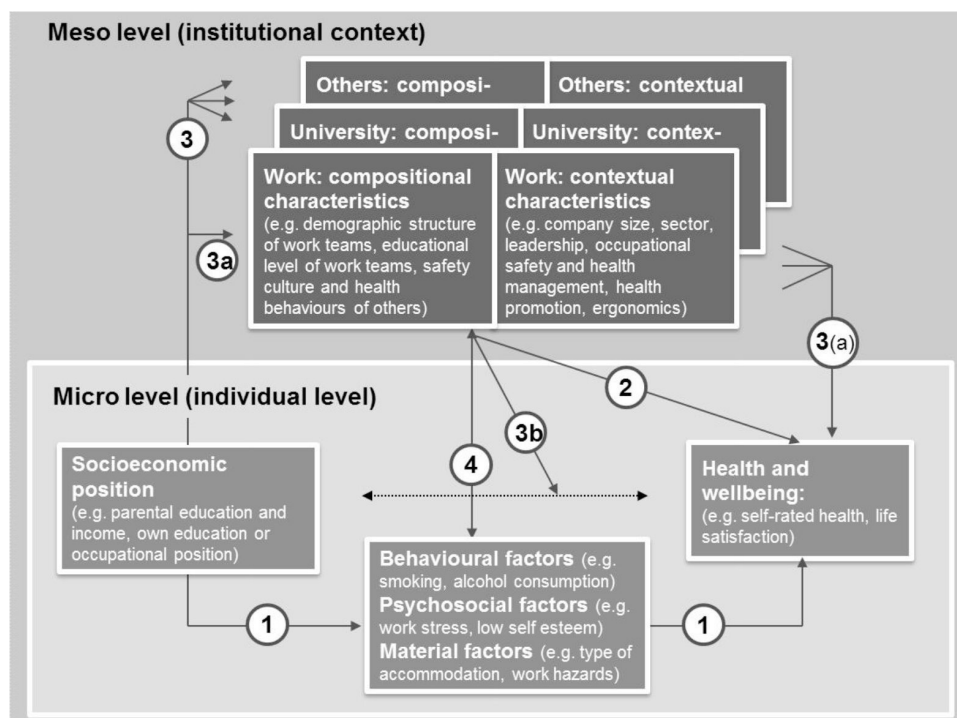 Meso level (institutional context)
Others: composi-
Others: contextual
University: composi-
University: contex-
Work: compositional
characteristics
(e.g. demographic structure
of work teams, educational
level of work teams, safety
culture and health
behaviours of others)
Work: contextual
characteristics
(e.g. company size, sector,
leadership, occupational
safety and health
management, health
promotion, ergonomics)
3
3a
3(a)
Micro level (individual level)
2
3b
4
Socioeconomic
position
(e.g. parental education and
income, own education or
occupational position)
Health and
wellbeing:
(e.g. self-rated health, life
satisfaction)
Behavioural factors (e.g.
smoking, alcohol consumption)
Psychosocial factors (e.g.
work stress, low self esteem)
Material factors (e.g. type of
accommodation, work hazards)
1
1